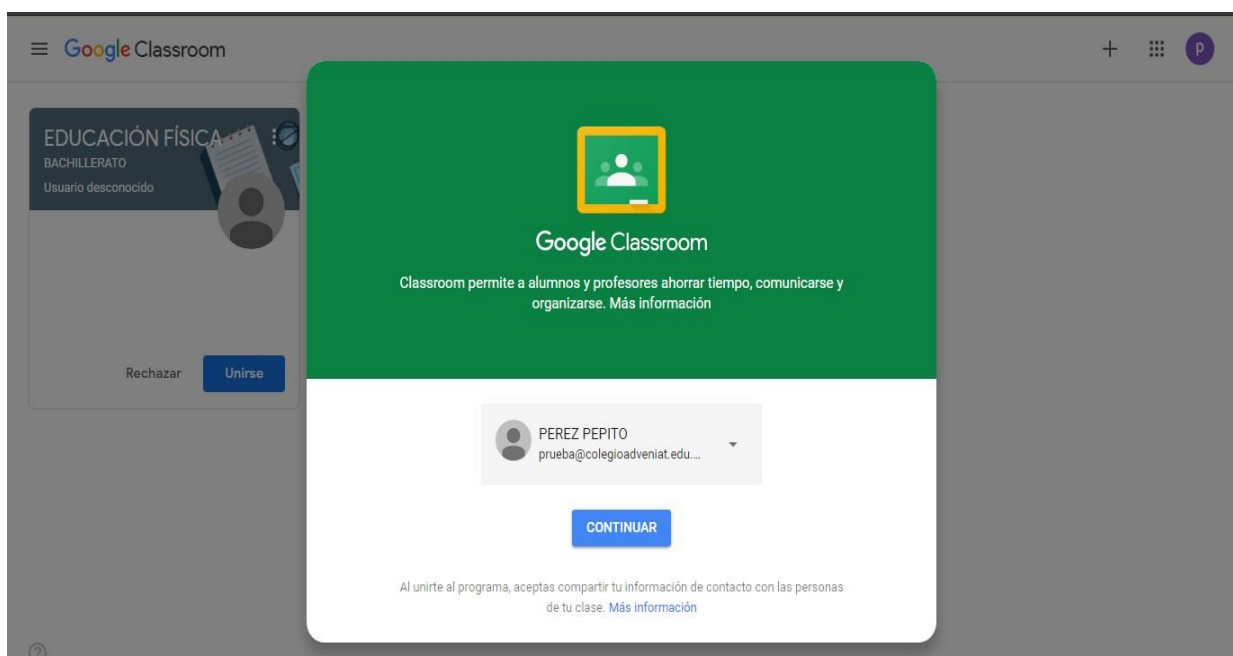 Google Classroom
p
EDUCACIÓN FÍSICA
BACHILLERATO
Usuario desconocido
Rechazar
Unirse
Google Classroom
Classroom permite a alumnos y profesores ahorrar tiempo, comunicarse y
organizarse. Más información
PEREZ PEPITO
prueba@colegioadveniat.edu....
CONTINUAR
Al unirte al programa, aceptas compartir tu información de contacto con las personas
de tu clase. Más información